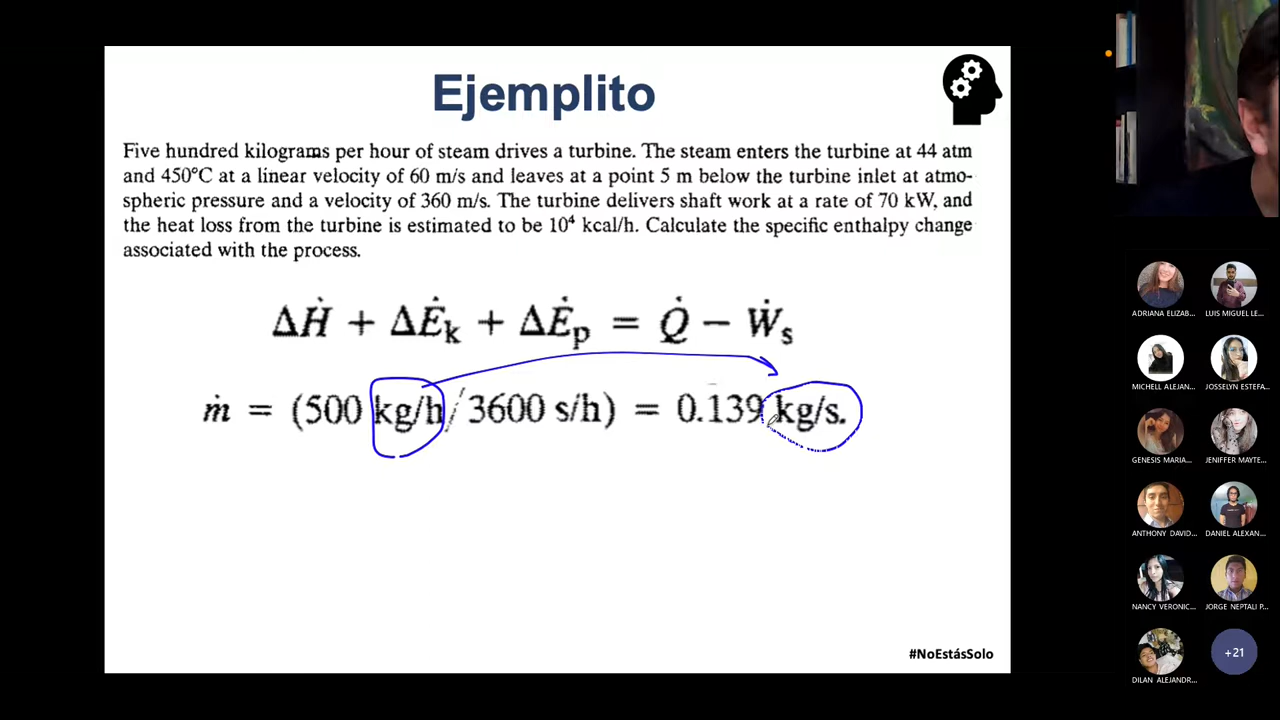 Ejemplito
Five hundred kilograms per hour of steam drives a turbine. The steam enters the turbine at 44 atm
and 450°C at a linear velocity of 60 m/s and leaves at a point 5 m below the turbine inlet at atmo-
spheric pressure and a velocity of 360 m/s. The turbine delivers shaft work at a rate of 70 kW, and
the heat loss from the turbine is estimated to be 10⁴ kcal/h. Calculate the specific enthalpy change
associated with the process.
ΔḢ + ΔĖk + ΔĖp = Q̇ − Ẇs
ṁ = (500 kg/h/3600 s/h) = 0.139 kg/s.
#NoEstásSolo
ADRIANA ELIZAB... LUIS MIGUEL LE...
MICHELL ALEJAN... JOSSELYN ESTEFA...
GENESIS MARIA... JENIFFER MAYTE...
ANTHONY DAVID... DANIEL ALEXAN...
NANCY VERONIC... JORGE NEPTALI P...
DILAN ALEJANDR... +21